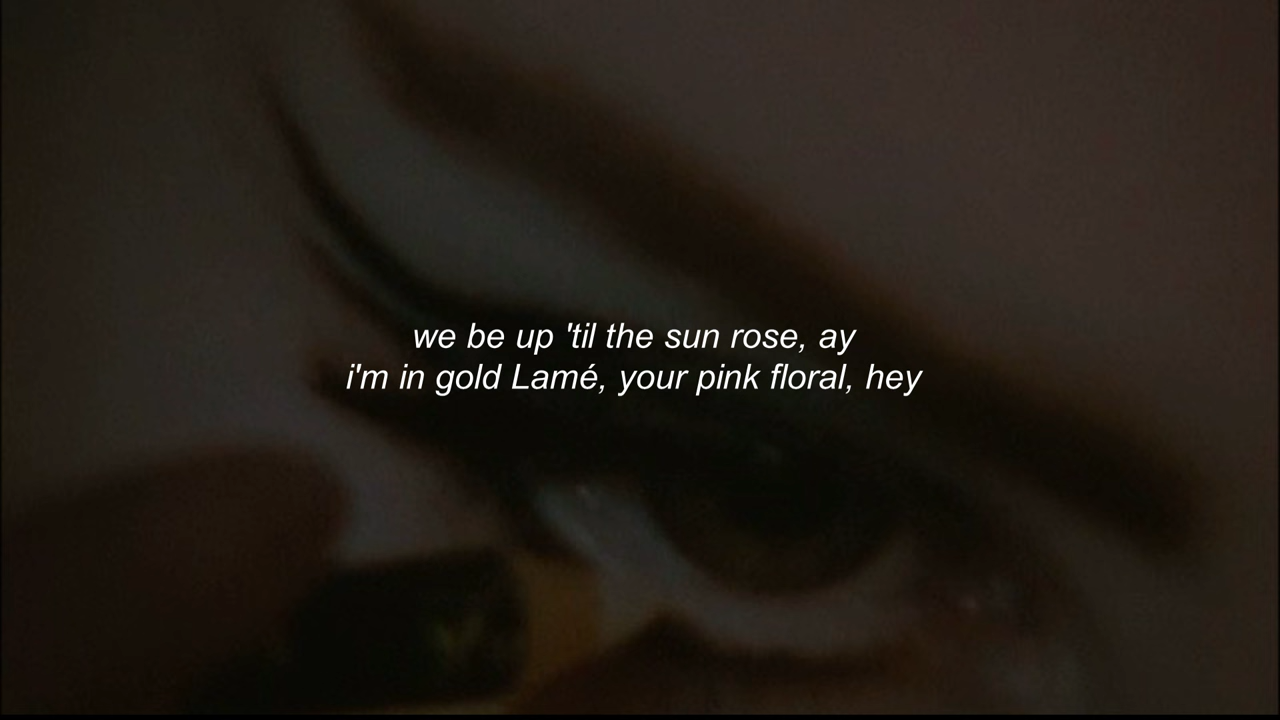 we be up 'til the sun rose, ay
i'm in gold Lamé, your pink floral, hey